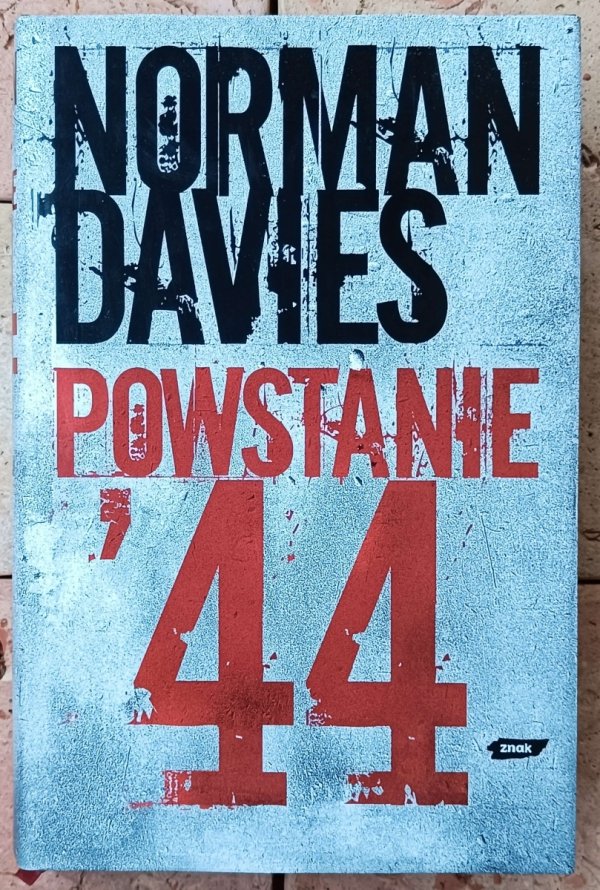 NORMAN
DAVIES
POWSTANIE
’44
znak